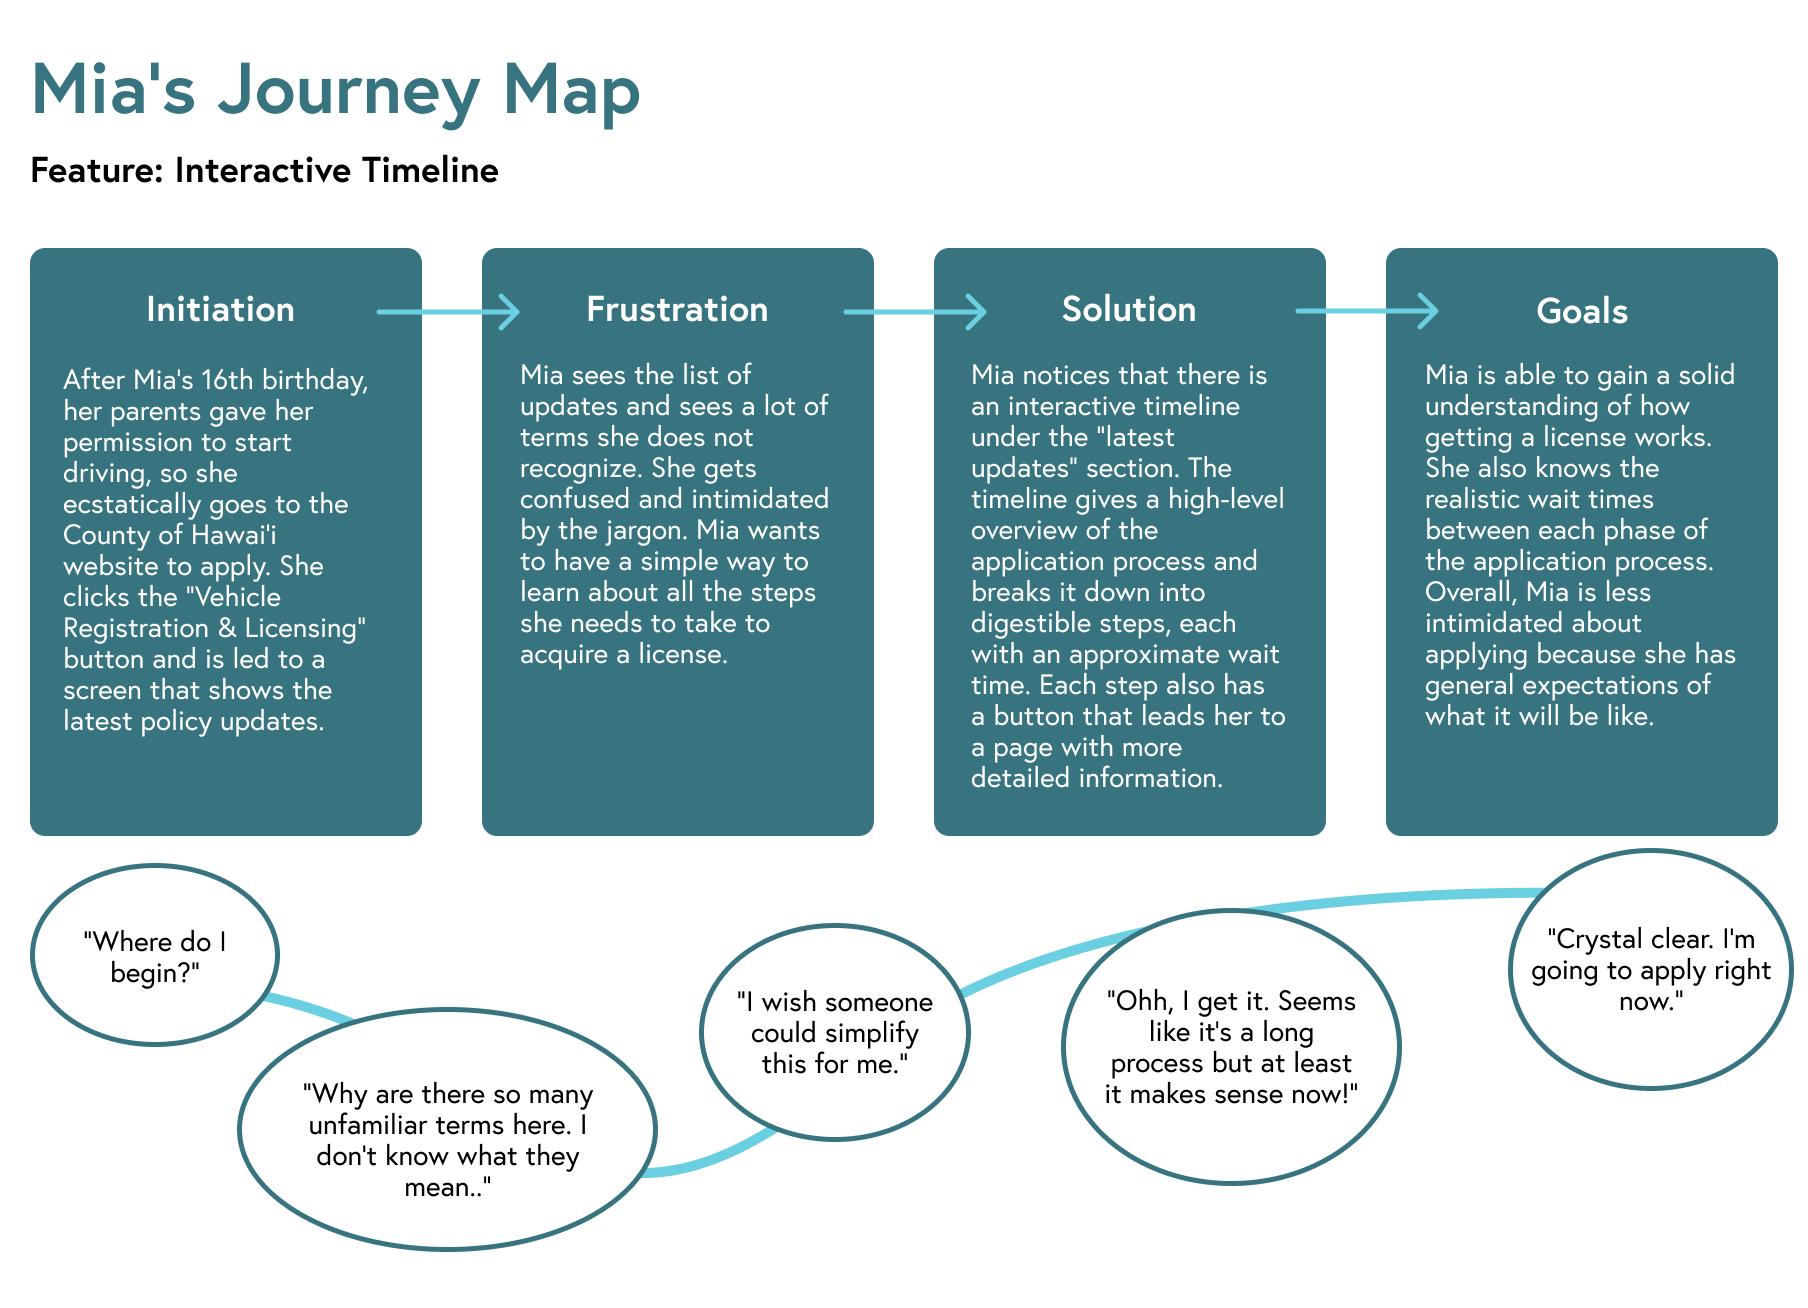 Mia's Journey Map
Feature: Interactive Timeline
Initiation
After Mia's 16th birthday,
her parents gave her
permission to start
driving, so she
ecstatically goes to the
County of Hawai'i
website to apply. She
clicks the "Vehicle
Registration & Licensing"
button and is led to a
screen that shows the
latest policy updates.
Frustration
Mia sees the list of
updates and sees a lot of
terms she does not
recognize. She gets
confused and intimidated
by the jargon. Mia wants
to have a simple way to
learn about all the steps
she needs to take to
acquire a license.
Solution
Mia notices that there is
an interactive timeline
under the "latest
updates" section. The
timeline gives a high-level
overview of the
application process and
breaks it down into
digestible steps, each
with an approximate wait
time. Each step also has
a button that leads her to
a page with more
detailed information.
Goals
Mia is able to gain a solid
understanding of how
getting a license works.
She also knows the
realistic wait times
between each phase of
the application process.
Overall, Mia is less
intimidated about
applying because she has
general expectations of
what it will be like.
"Where do I
begin?"
"Why are there so many
unfamiliar terms here. I
don't know what they
mean.."
"I wish someone
could simplify
this for me."
"Ohh, I get it. Seems
like it's a long
process but at least
it makes sense now!"
"Crystal clear. I'm
going to apply right
now."